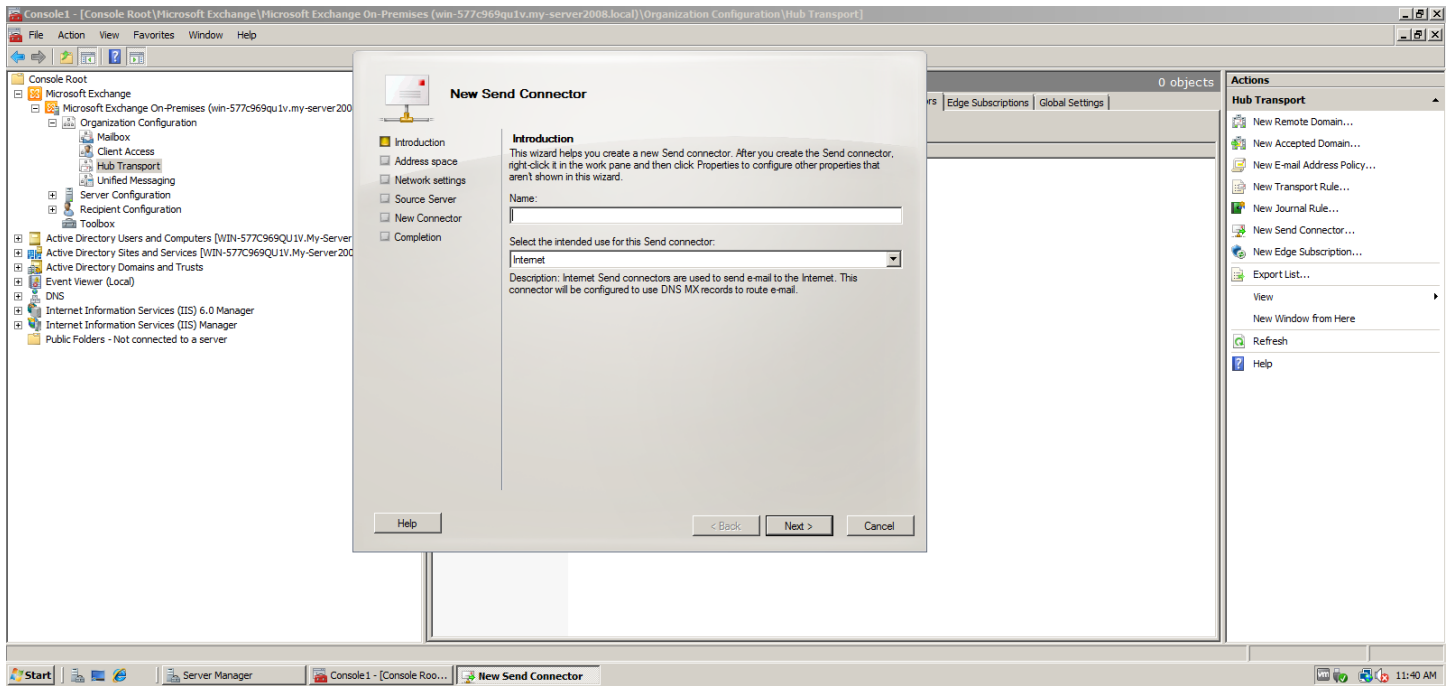 Console1 - [Console Root\Microsoft Exchange\Microsoft Exchange On-Premises (win-577c969qu1v.my-server2008.local)\Organization Configuration\Hub Transport]
File Action View Favorites Window Help
Console Root
Microsoft Exchange
Microsoft Exchange On-Premises (win-577c969qu1v.my-server200
Organization Configuration
Mailbox
Client Access
Hub Transport
Unified Messaging
Server Configuration
Recipient Configuration
Toolbox
Active Directory Users and Computers [WIN-577C969QU1V.My-Server
Active Directory Sites and Services [WIN-577C969QU1V.My-Server200
Active Directory Domains and Trusts
Event Viewer (Local)
DNS
Internet Information Services (IIS) 6.0 Manager
Internet Information Services (IIS) Manager
Public Folders - Not connected to a server
New Send Connector
Introduction
Address space
Network settings
Source Server
New Connector
Completion
Introduction
This wizard helps you create a new Send connector. After you create the Send connector,
right-click it in the work pane and then click Properties to configure other properties that
aren't shown in this wizard.
Name:
Select the intended use for this Send connector:
Internet
Description: Internet Send connectors are used to send e-mail to the Internet. This
connector will be configured to use DNS MX records to route e-mail.
Help
< Back
Next >
Cancel
0 objects
rs Edge Subscriptions Global Settings
Actions
Hub Transport
New Remote Domain...
New Accepted Domain...
New E-mail Address Policy...
New Transport Rule...
New Journal Rule...
New Send Connector...
New Edge Subscription...
Export List...
View
New Window from Here
Refresh
Help
Start
Server Manager
Console1 - [Console Roo...
New Send Connector
11:40 AM